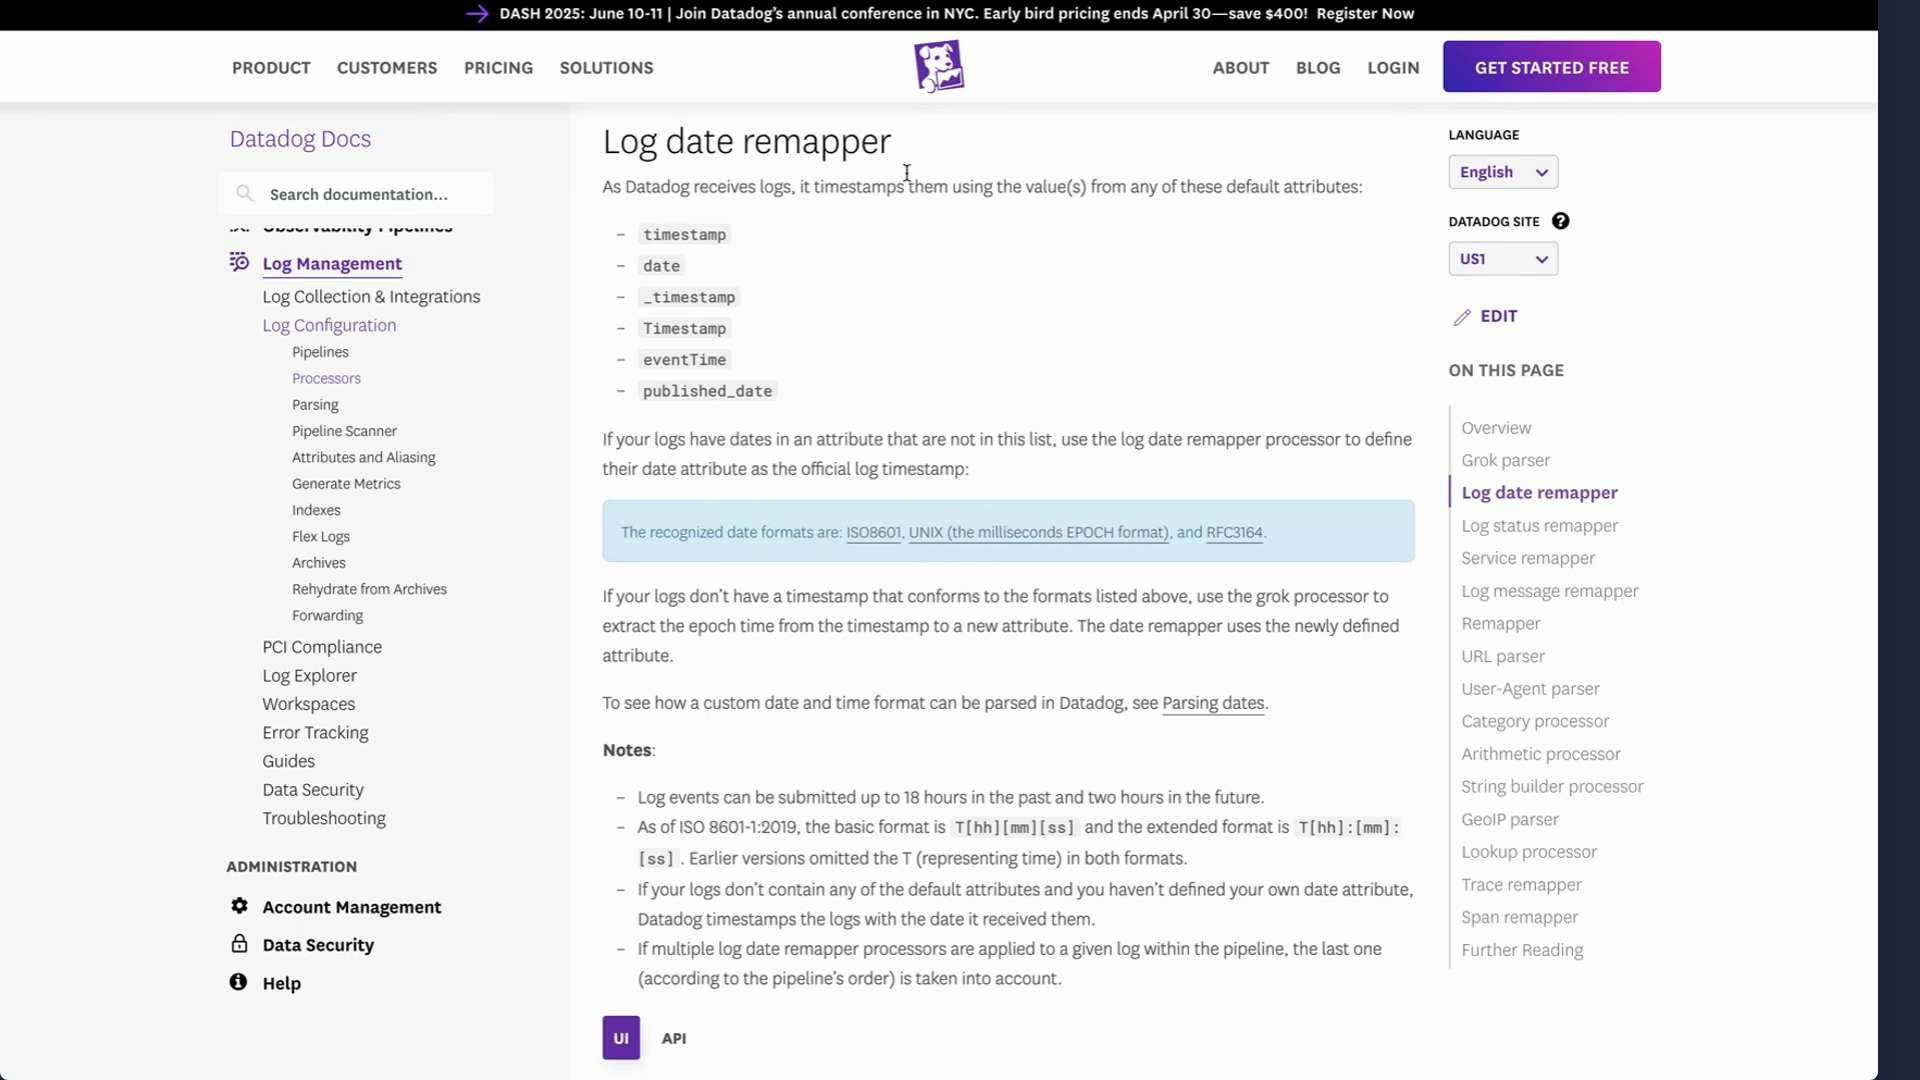 DASH 2025: June 10-11 | Join Datadog's annual conference in NYC. Early bird pricing ends April 30—save $400! Register Now
PRODUCT CUSTOMERS PRICING SOLUTIONS
ABOUT BLOG LOGIN GET STARTED FREE
Datadog Docs
Search documentation...
Observability Pipelines
Log Management
Log Collection & Integrations
Log Configuration
Pipelines
Processors
Parsing
Pipeline Scanner
Attributes and Aliasing
Generate Metrics
Indexes
Flex Logs
Archives
Rehydrate from Archives
Forwarding
PCI Compliance
Log Explorer
Workspaces
Error Tracking
Guides
Data Security
Troubleshooting
ADMINISTRATION
Account Management
Data Security
Help
Log date remapper
As Datadog receives logs, it timestamps them using the value(s) from any of these default attributes:
– timestamp
– date
– _timestamp
– Timestamp
– eventTime
– published_date
If your logs have dates in an attribute that are not in this list, use the log date remapper processor to define
their date attribute as the official log timestamp:
The recognized date formats are: ISO8601, UNIX (the milliseconds EPOCH format), and RFC3164.
If your logs don't have a timestamp that conforms to the formats listed above, use the grok processor to
extract the epoch time from the timestamp to a new attribute. The date remapper uses the newly defined
attribute.
To see how a custom date and time format can be parsed in Datadog, see Parsing dates.
Notes:
– Log events can be submitted up to 18 hours in the past and two hours in the future.
– As of ISO 8601-1:2019, the basic format is T[hh][mm][ss] and the extended format is T[hh]:[mm]:
[ss]. Earlier versions omitted the T (representing time) in both formats.
– If your logs don't contain any of the default attributes and you haven't defined your own date attribute,
Datadog timestamps the logs with the date it received them.
– If multiple log date remapper processors are applied to a given log within the pipeline, the last one
(according to the pipeline's order) is taken into account.
UI API
LANGUAGE
English
DATADOG SITE ?
US1
EDIT
ON THIS PAGE
Overview
Grok parser
Log date remapper
Log status remapper
Service remapper
Log message remapper
Remapper
URL parser
User-Agent parser
Category processor
Arithmetic processor
String builder processor
GeoIP parser
Lookup processor
Trace remapper
Span remapper
Further Reading